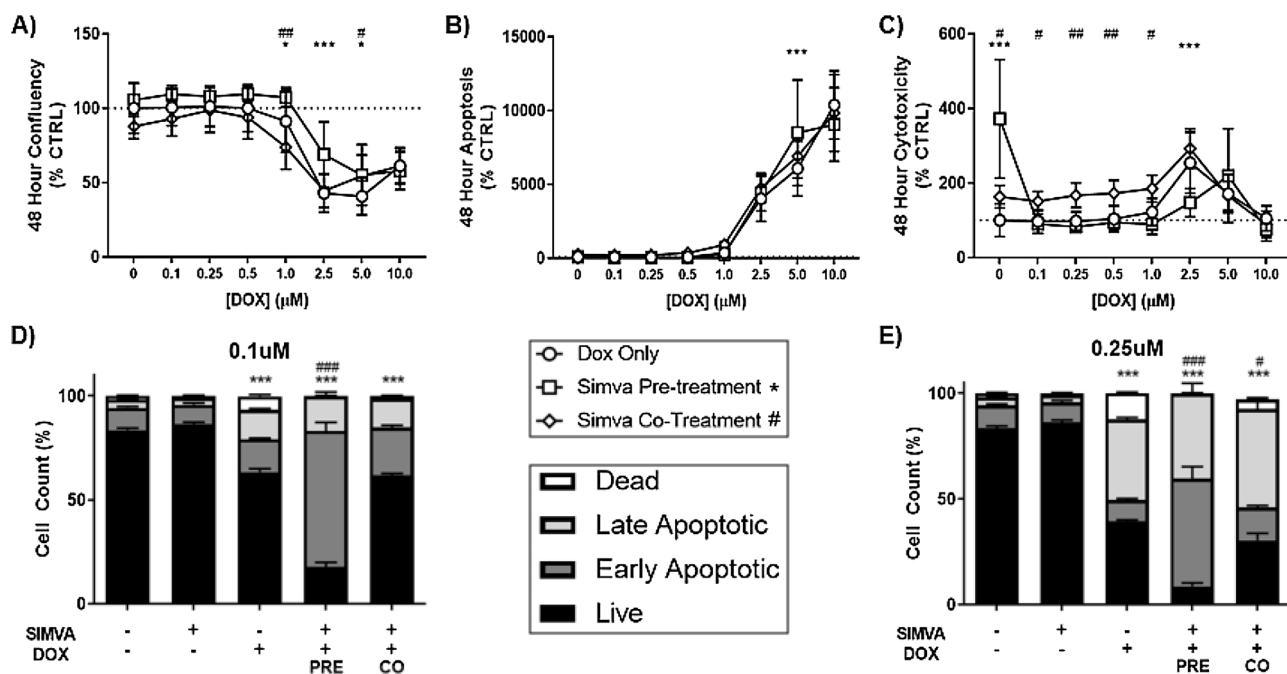 A)
## #
* *** *
150
100
50
0
48 Hour Confluency
(% CTRL)
0 0.1 0.25 0.5 1.0 2.5 5.0 10.0
[DOX] (µM)
B)
***
15000
10000
5000
0
48 Hour Apoptosis
(% CTRL)
0 0.1 0.25 0.5 1.0 2.5 5.0 10.0
[DOX] (µM)
C)
# # ## ## #
*** ***
600
400
200
0
48 Hour Cytotoxicity
(% CTRL)
0 0.1 0.25 0.5 1.0 2.5 5.0 10.0
[DOX] (µM)
D)
0.1uM
###
*** *** ***
100
50
0
Cell Count (%)
SIMVA - + - + +
DOX - - + + +
PRE CO
Dox Only
Simva Pre-treatment *
Simva Co-Treatment #
Dead
Late Apoptotic
Early Apoptotic
Live
E)
0.25uM
### #
*** *** ***
100
50
0
Cell Count (%)
SIMVA - + - + +
DOX - - + + +
PRE CO